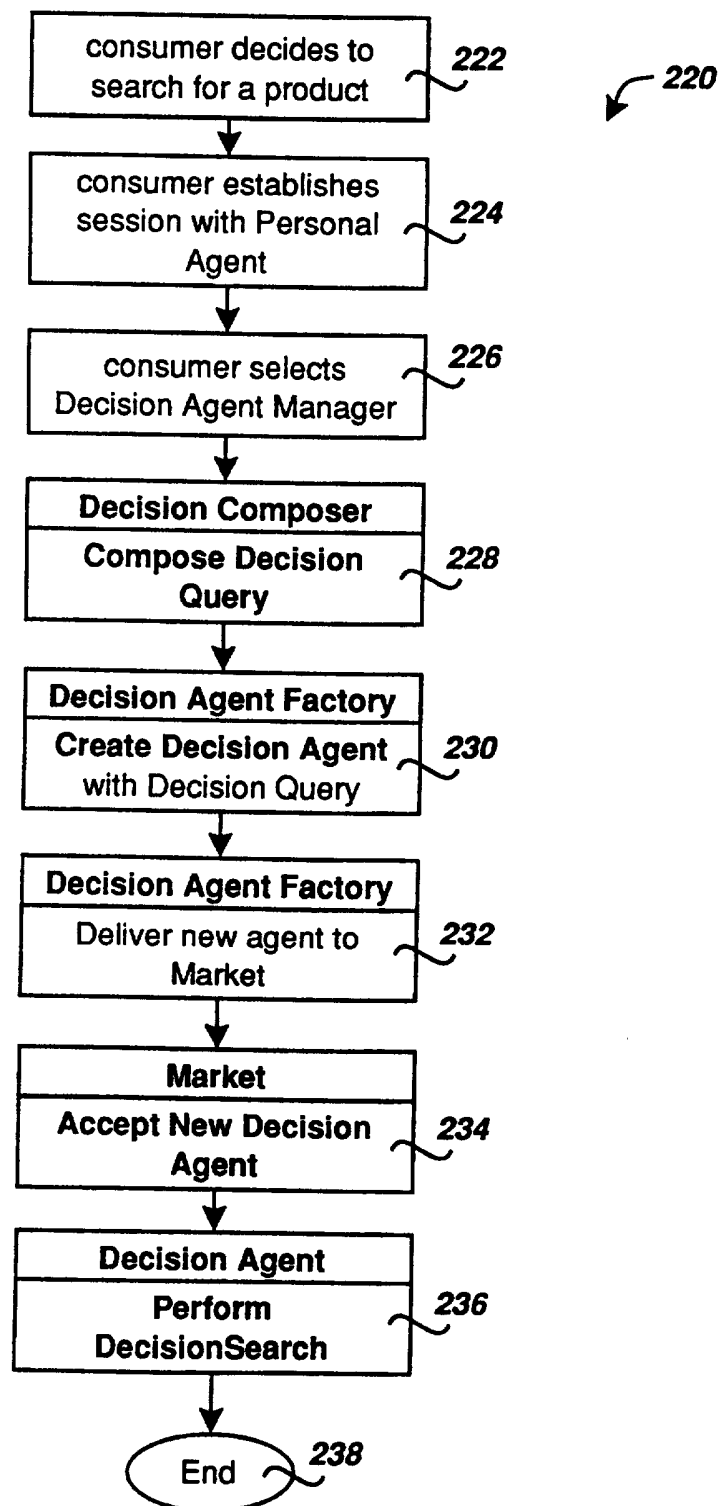 consumer decides to
search for a product
222
220
consumer establishes
session with Personal
Agent
224
consumer selects
Decision Agent Manager
226
Decision Composer
Compose Decision
Query
228
Decision Agent Factory
Create Decision Agent
with Decision Query
230
Decision Agent Factory
Deliver new agent to
Market
232
Market
Accept New Decision
Agent
234
Decision Agent
Perform
DecisionSearch
236
End
238